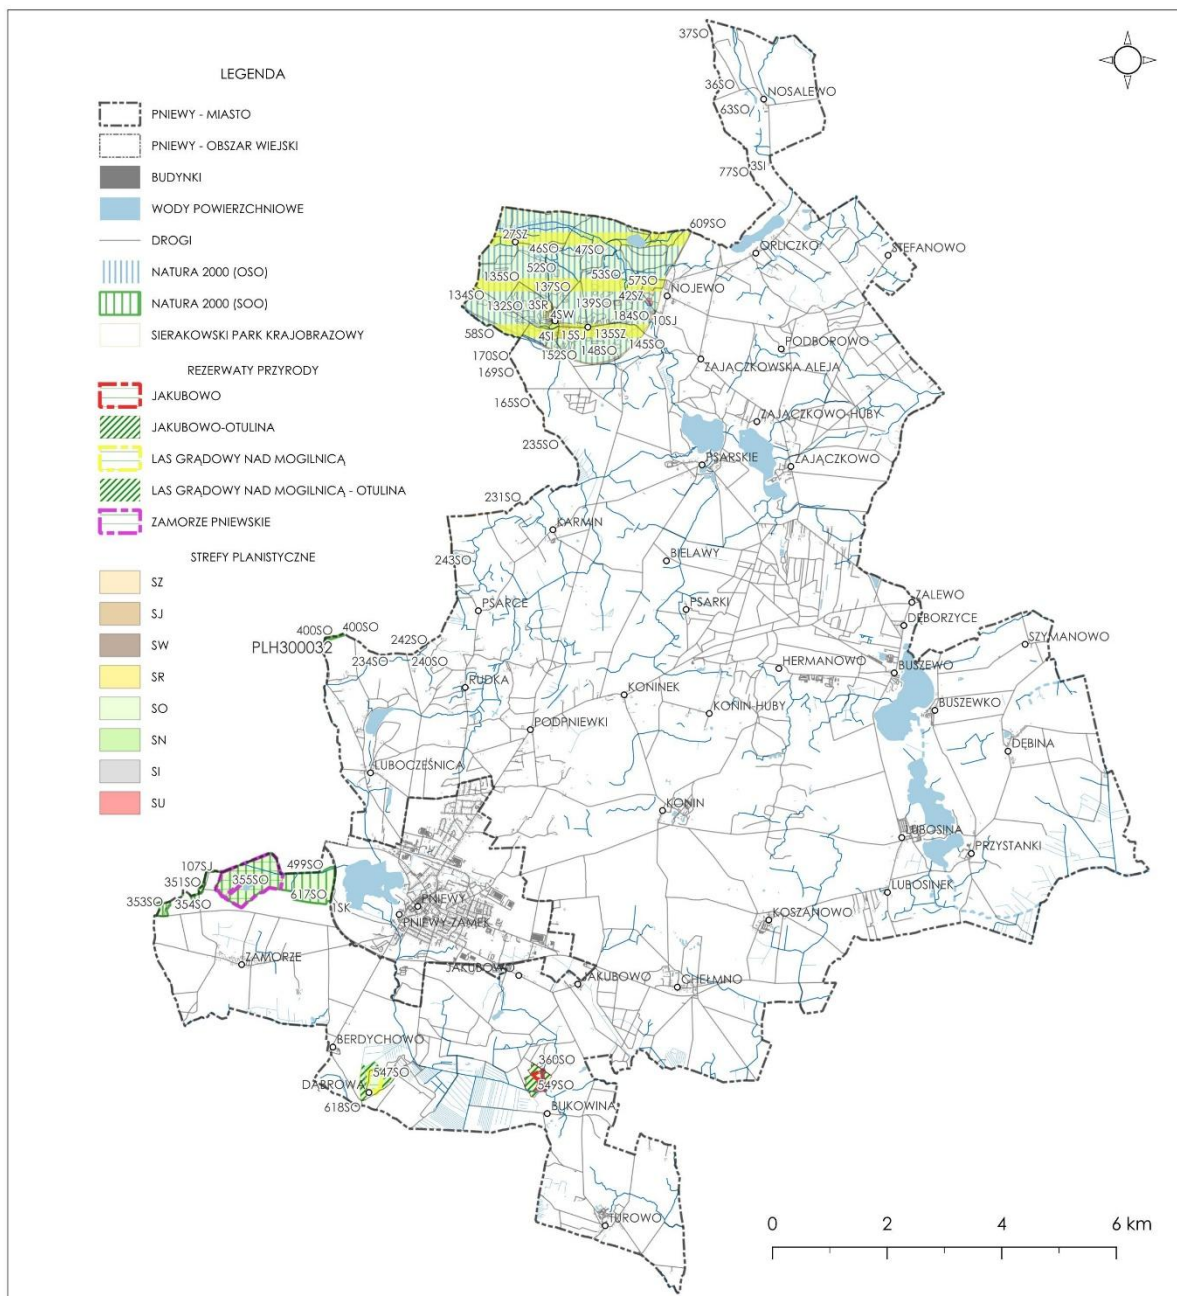 LEGENDA
PNIEWY - MIASTO
PNIEWY - OBSZAR WIEJSKI
BUDYNKI
WODY POWIERZCHNIOWE
DROGI
NATURA 2000 (OSO)
NATURA 2000 (SOO)
SIERAKOWSKI PARK KRAJOBRAZOWY
REZERWATY PRZYRODY
JAKUBOWO
JAKUBOWO-OTULINA
LAS GRĄDOWY NAD MOGILNICĄ
LAS GRĄDOWY NAD MOGILNICĄ - OTULINA
ZAMORZE PNIEWSKIE
STREFY PLANISTYCZNE
SZ
SJ
SW
SR
SO
SN
SI
SU
37SO
36SO
NOSALEWO
63SO
3SI
77SO
609SO
27SZ
46SO
47SO
ORLICZKO
STEFANOWO
52SO
53SO
135SO
57SO
137SO
134SO
42SZ
NOJEWO
132SO
3SR
139SO
4SW
184SO
10SJ
58SO
4SI
15SJ
135SZ
145SO
148SO
152SO
170SO
PODBOROWO
169SO
ZAJĄCZKOWSKA ALEJA
165SO
ZAJĄCZKOWO-HUBY
235SO
PSARSKIE
ZAJĄCZKOWO
231SO
KARMIN
243SO
BIELAWY
PSARCE
PSARKI
ZALEWO
DĘBORZYCE
400SO
400SO
242SO
SZYMANOWO
PLH300032
234SO
240SO
HERMANOWO
BUSZEWO
RUDKA
KONINEK
KONIN-HUBY
BUSZEWKO
PODPNIEWKI
DĘBINA
LUBOCZEŚNICA
KONIN
LUBOSINA
PRZYSTANKI
107SJ
499SO
351SO
355SO
617SO
353SO
354SO
1SK
LUBOSINEK
PNIEWY
PNIEWY-ZAMEK
KOSZANOWO
ZAMORZE
JAKUBOWO
JAKUBOWO
CHEŁMNO
BERDYCHOWO
360SO
547SO
549SO
DĄBROWA
618SO
BUKOWINA
TUROWO
0 2 4 6 km